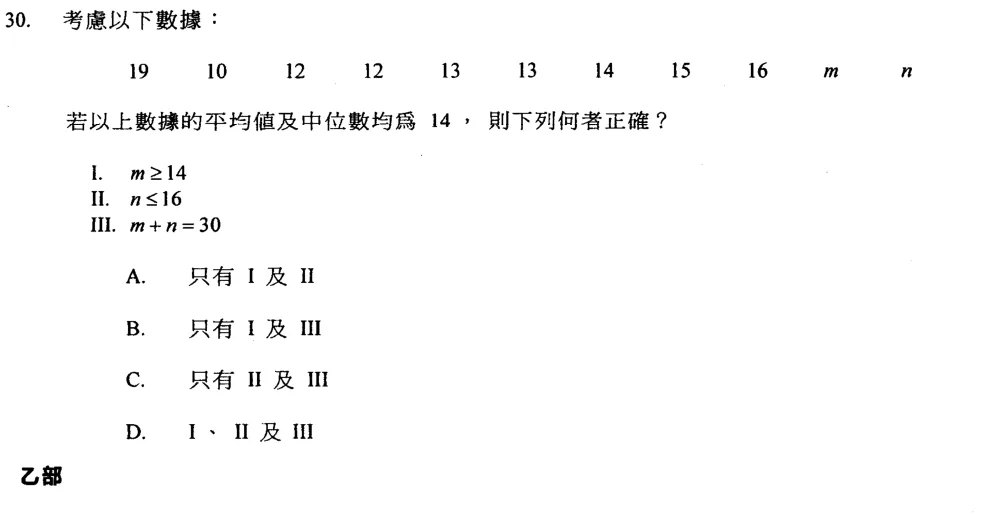 30. 考慮以下數據：
19 10 12 12 13 13 14 15 16 m n
若以上數據的平均值及中位數均為 14 ， 則下列何者正確？
I. m ≥ 14
II. n ≤ 16
III. m + n = 30
A. 只有 I 及 II
B. 只有 I 及 III
C. 只有 II 及 III
D. I 、 II 及 III
乙部